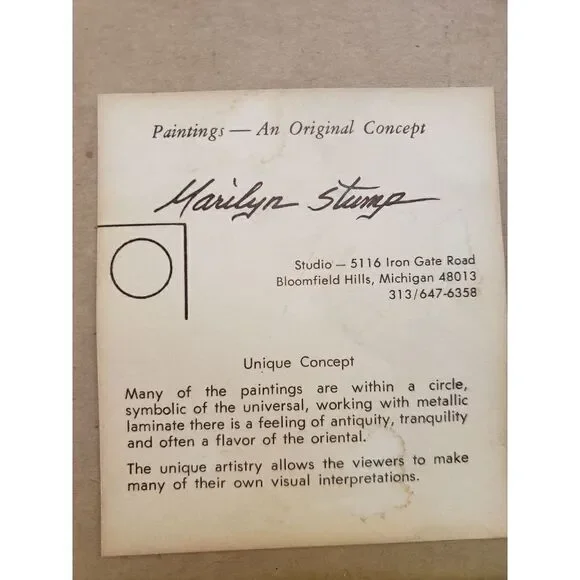 Paintings — An Original Concept
Marilyn Stump
Studio — 5116 Iron Gate Road
Bloomfield Hills, Michigan 48013
313/647-6358
Unique Concept
Many of the paintings are within a circle,
symbolic of the universal, working with metallic
laminate there is a feeling of antiquity, tranquility
and often a flavor of the oriental.
The unique artistry allows the viewers to make
many of their own visual interpretations.